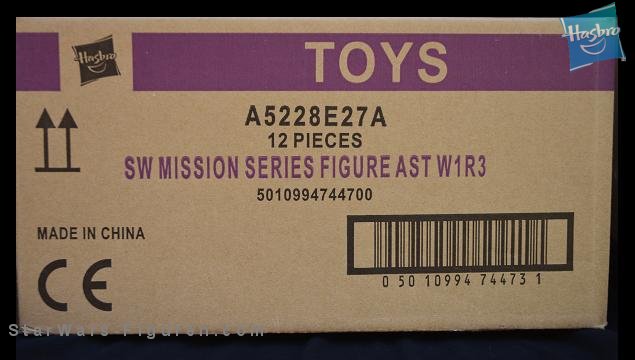 Hasbro
Hasbro
TOYS
A5228E27A
12 PIECES
SW MISSION SERIES FIGURE AST W1R3
5010994744700
MADE IN CHINA
CE
0 50 10994 74473 1
StarWars-Figuren.com